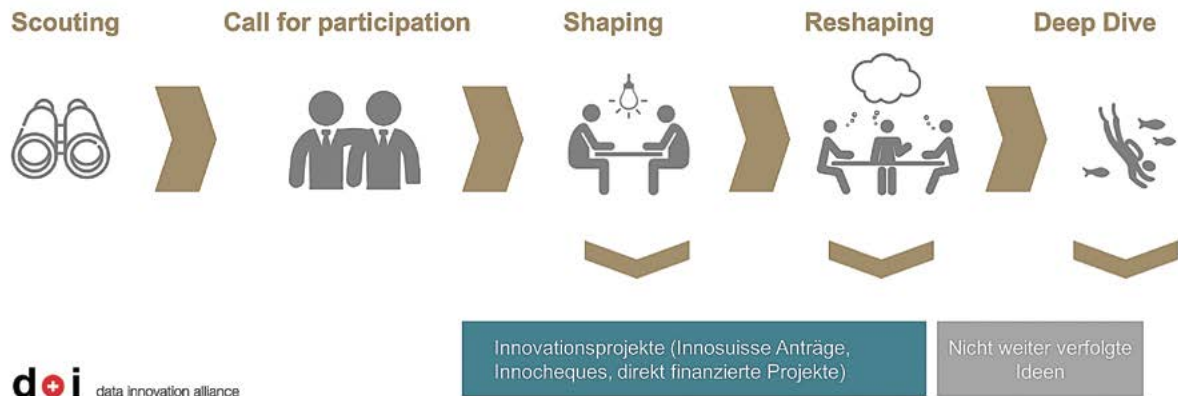 Scouting
Call for participation
Shaping
Reshaping
Deep Dive
Innovationsprojekte (Innosuisse Anträge,
Innocheques, direkt finanzierte Projekte)
Nicht weiter verfolgte
Ideen
d+i data innovation alliance